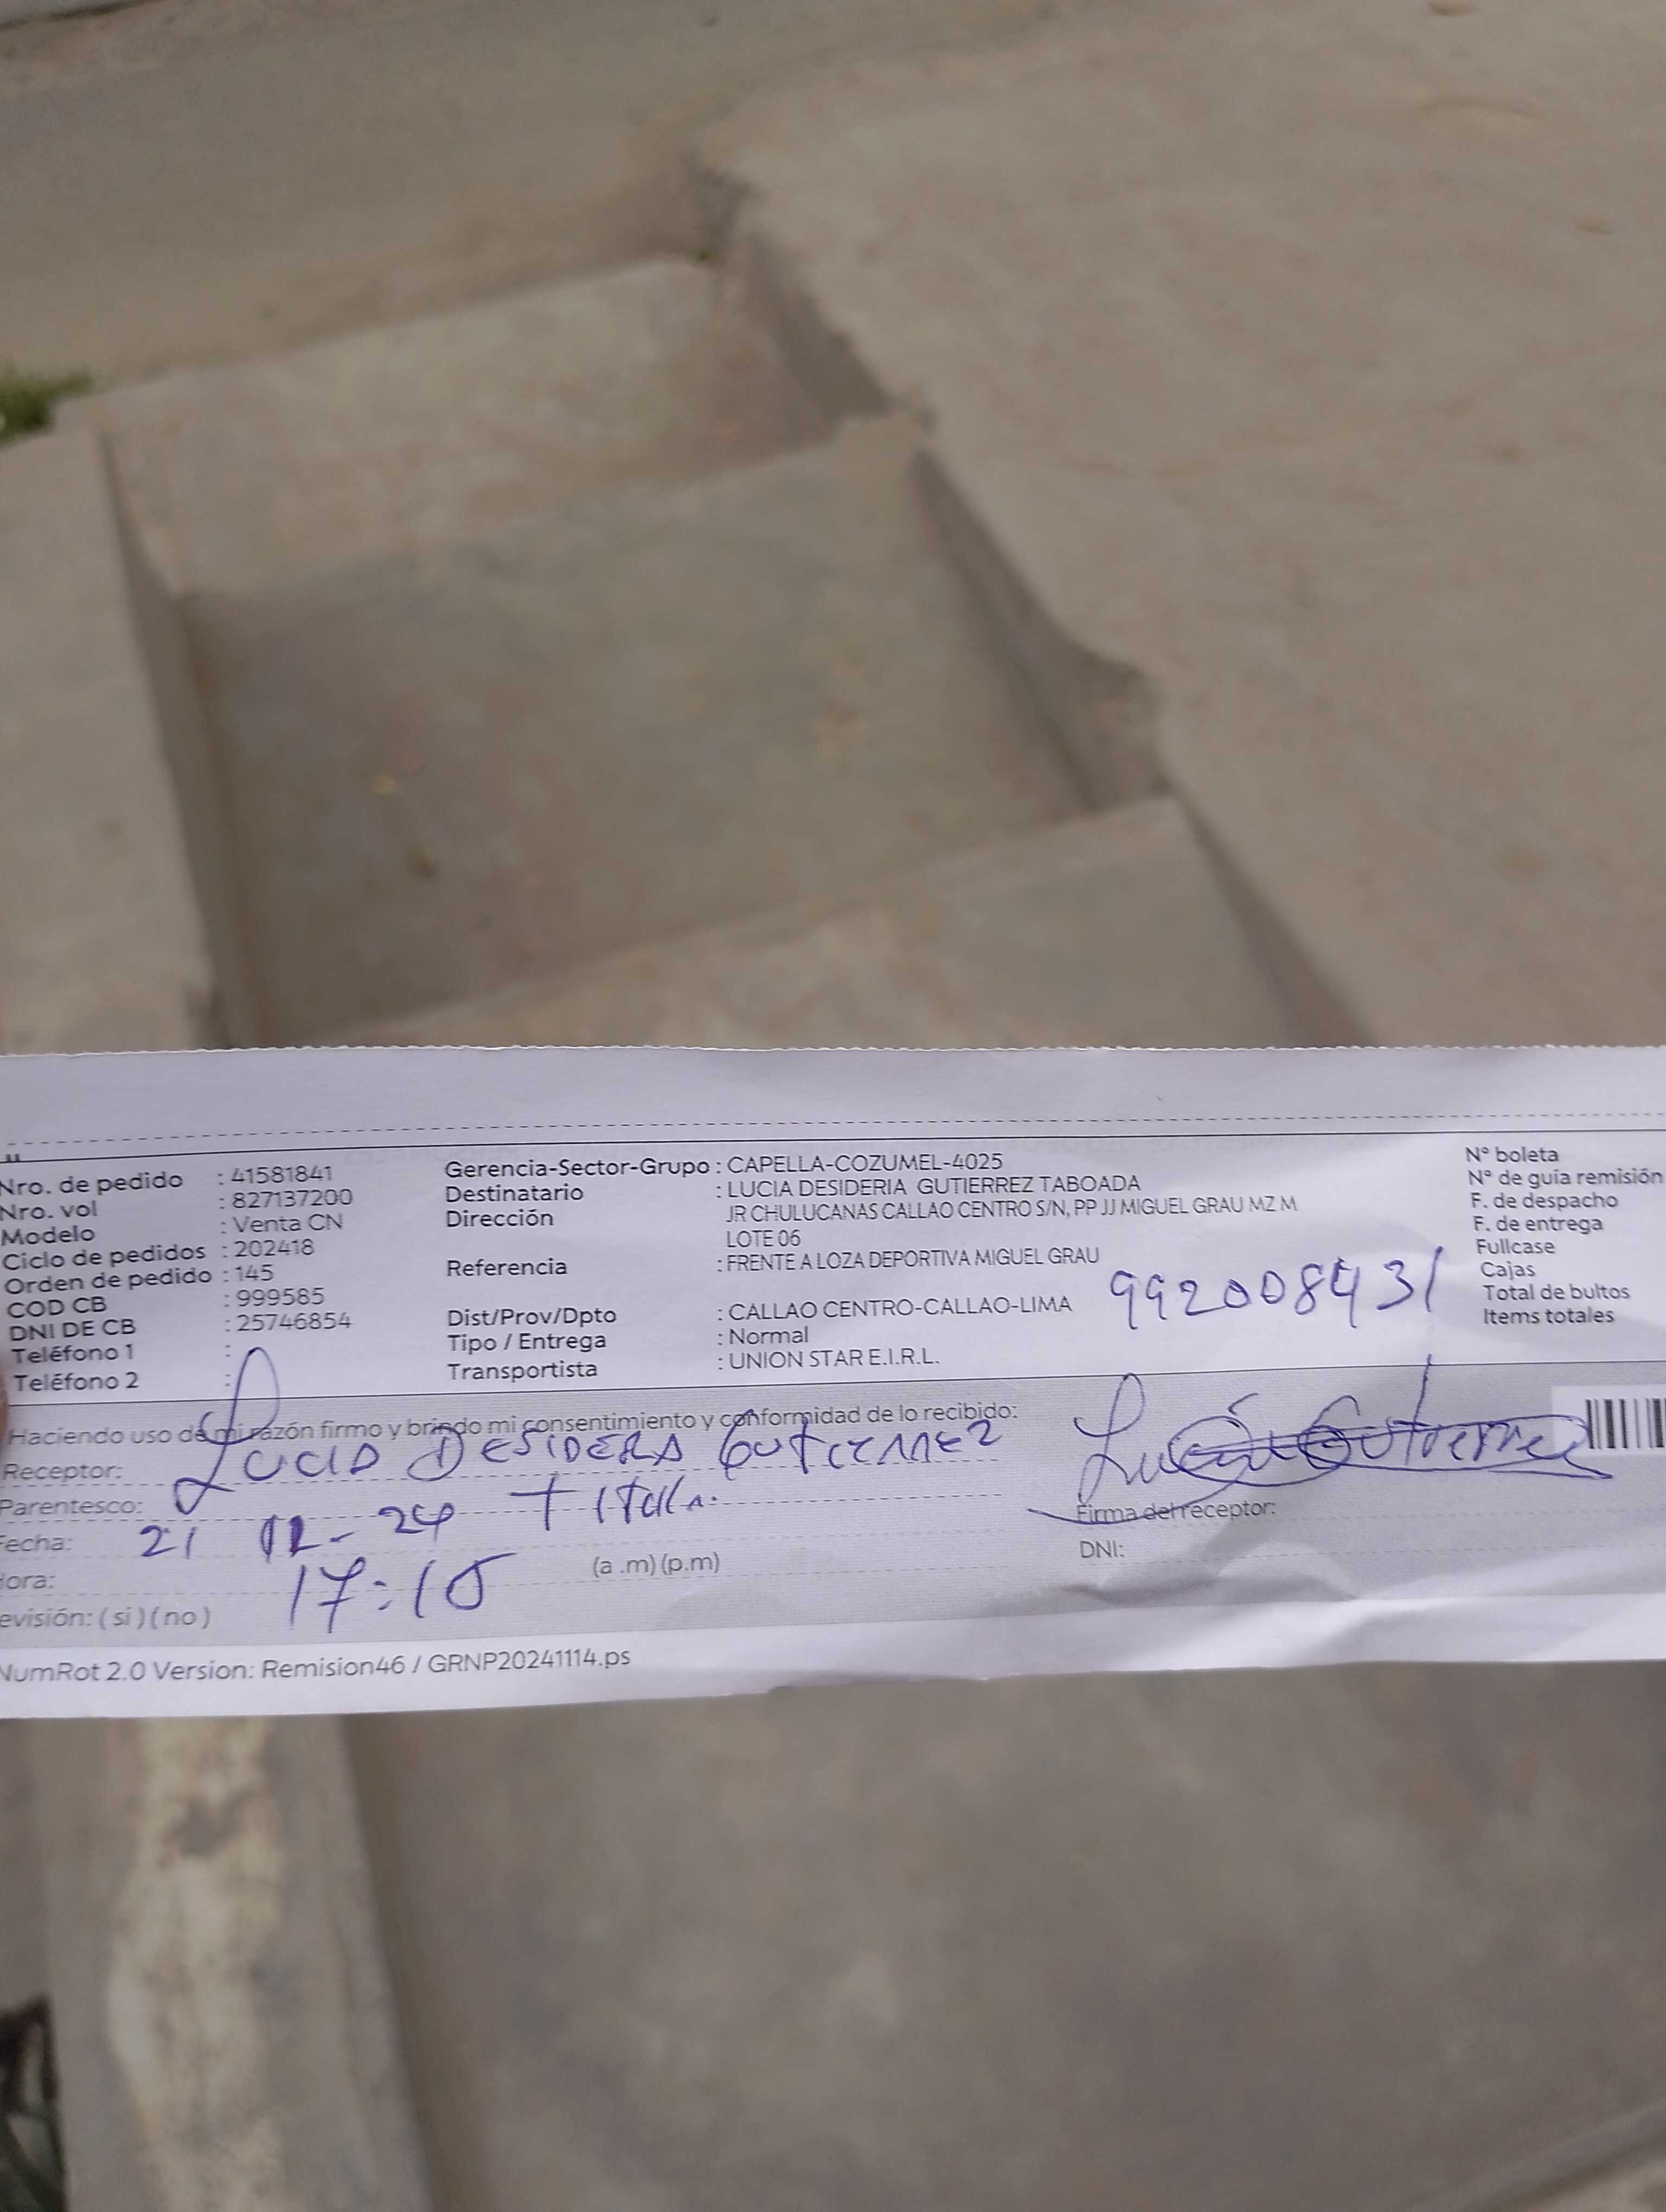 Nro. de pedido : 41581841
Nro. vol : 827137200
Modelo : Venta CN
Ciclo de pedidos : 202418
Orden de pedido : 145
COD CB : 999585
DNI DE CB : 25746854
Teléfono 1 :
Teléfono 2 :
Gerencia-Sector-Grupo : CAPELLA-COZUMEL-4025
Destinatario : LUCIA DESIDERIA GUTIERREZ TABOADA
Dirección JR CHULUCANAS CALLAO CENTRO S/N, PP JJ MIGUEL GRAU MZ M
LOTE 06
Referencia : FRENTE A LOZA DEPORTIVA MIGUEL GRAU
Dist/Prov/Dpto : CALLAO CENTRO-CALLAO-LIMA
Tipo / Entrega : Normal
Transportista : UNION STAR E.I.R.L.
992008431
N° boleta
N° de guía remisión
F. de despacho
F. de entrega
Fullcase
Cajas
Total de bultos
Items totales
Haciendo uso de mi razón firmo y brindo mi consentimiento y conformidad de lo recibido:
Receptor: Lucia DESIDERA Gutierrez
Parentesco: Titular
Fecha: 21 12-24
Hora: 17:15 (a .m) (p.m)
evisión: ( si ) ( no )
Lucia Gutierrez
Firma del receptor:
DNI:
NumRot 2.0 Version: Remision46 / GRNP20241114.ps